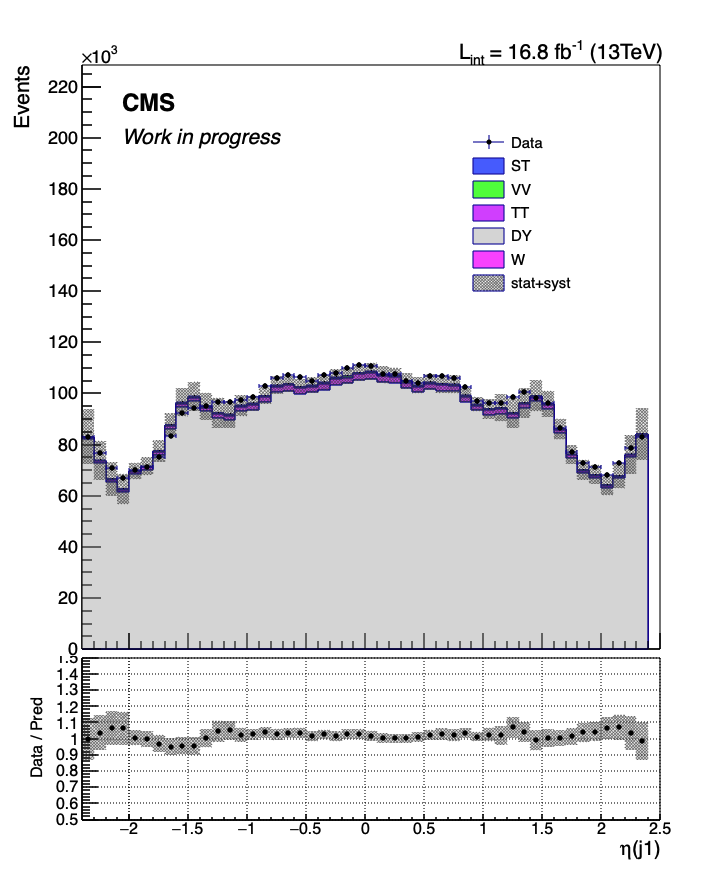 ×10³
L_int = 16.8 fb⁻¹ (13TeV)
Events
CMS
Work in progress
Data
ST
VV
TT
DY
W
stat+syst
220
200
180
160
140
120
100
80
60
40
20
0
Data / Pred
1.5
1.4
1.3
1.2
1.1
1
0.9
0.8
0.7
0.6
0.5
−2
−1.5
−1
−0.5
0
0.5
1
1.5
2
2.5
η(j1)